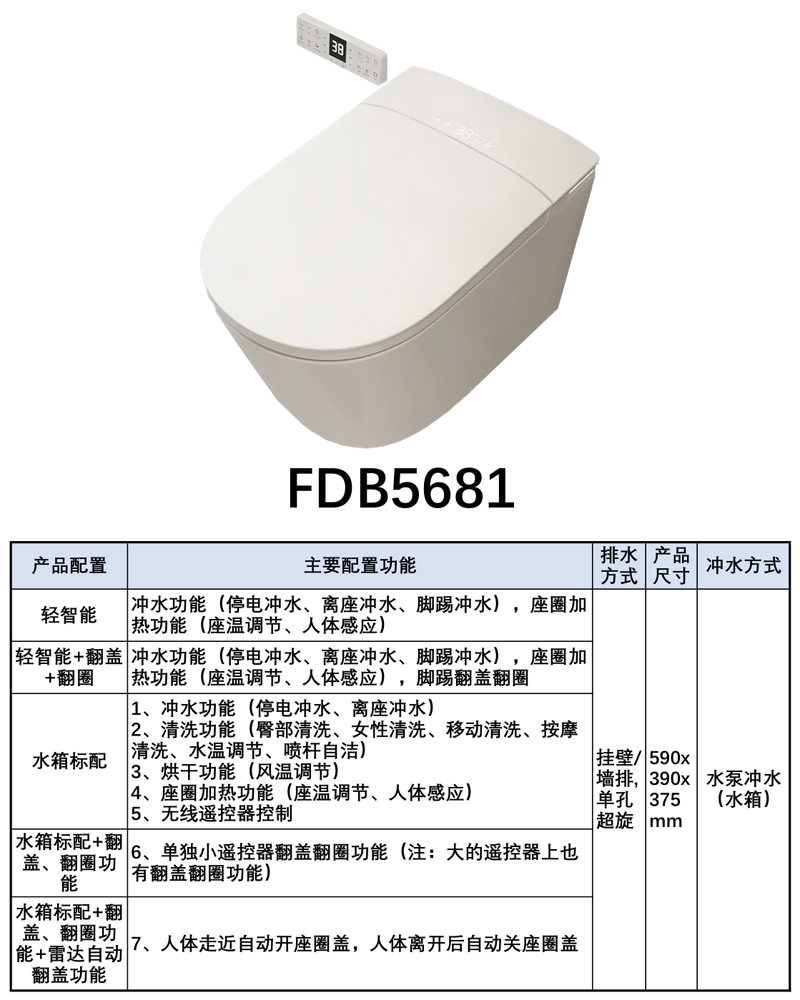 38
38
FDB5681
产品配置
主要配置功能
排水
方式
产品
尺寸
冲水方式
轻智能
冲水功能（停电冲水、离座冲水、脚踢冲水），座圈加
热功能（座温调节、人体感应）
轻智能+翻盖
+翻圈
冲水功能（停电冲水、离座冲水、脚踢冲水），座圈加
热功能（座温调节、人体感应），脚踢翻盖翻圈
水箱标配
1、冲水功能（停电冲水、离座冲水）
2、清洗功能（臀部清洗、女性清洗、移动清洗、按摩
清洗、水温调节、喷杆自洁）
3、烘干功能（风温调节）
4、座圈加热功能（座温调节、人体感应）
5、无线遥控器控制
挂壁/
墙排,
单孔
超旋
590x
390x
375
mm
水泵冲水
（水箱）
水箱标配+翻
盖、翻圈功
能
6、单独小遥控器翻盖翻圈功能（注：大的遥控器上也
有翻盖翻圈功能）
水箱标配+翻
盖、翻圈功
能+雷达自动
翻盖功能
7、人体走近自动开座圈盖，人体离开后自动关座圈盖